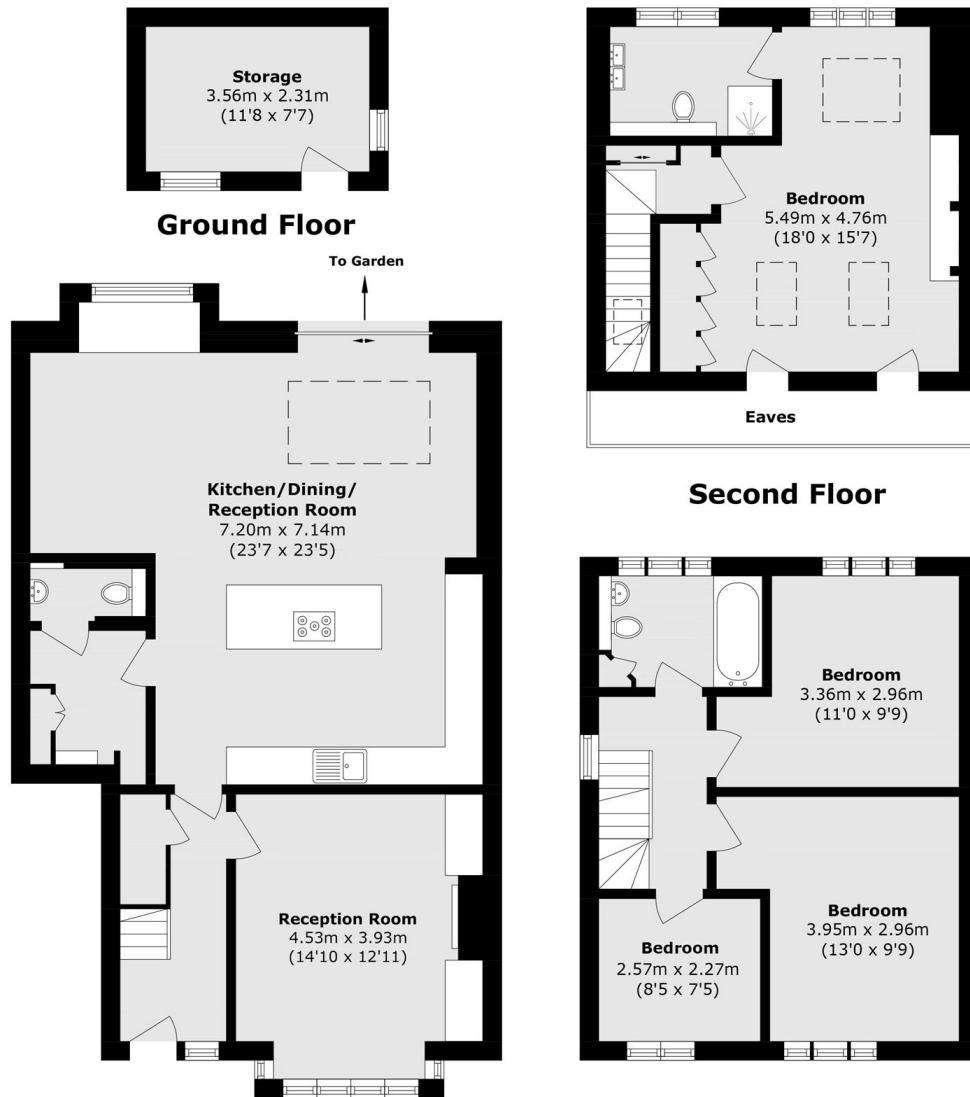 Storage
3.56m x 2.31m
(11'8 x 7'7)
Ground Floor
To Garden
Kitchen/Dining/
Reception Room
7.20m x 7.14m
(23'7 x 23'5)
Reception Room
4.53m x 3.93m
(14'10 x 12'11)
Bedroom
5.49m x 4.76m
(18'0 x 15'7)
Eaves
Second Floor
Bedroom
3.36m x 2.96m
(11'0 x 9'9)
Bedroom
3.95m x 2.96m
(13'0 x 9'9)
Bedroom
2.57m x 2.27m
(8'5 x 7'5)